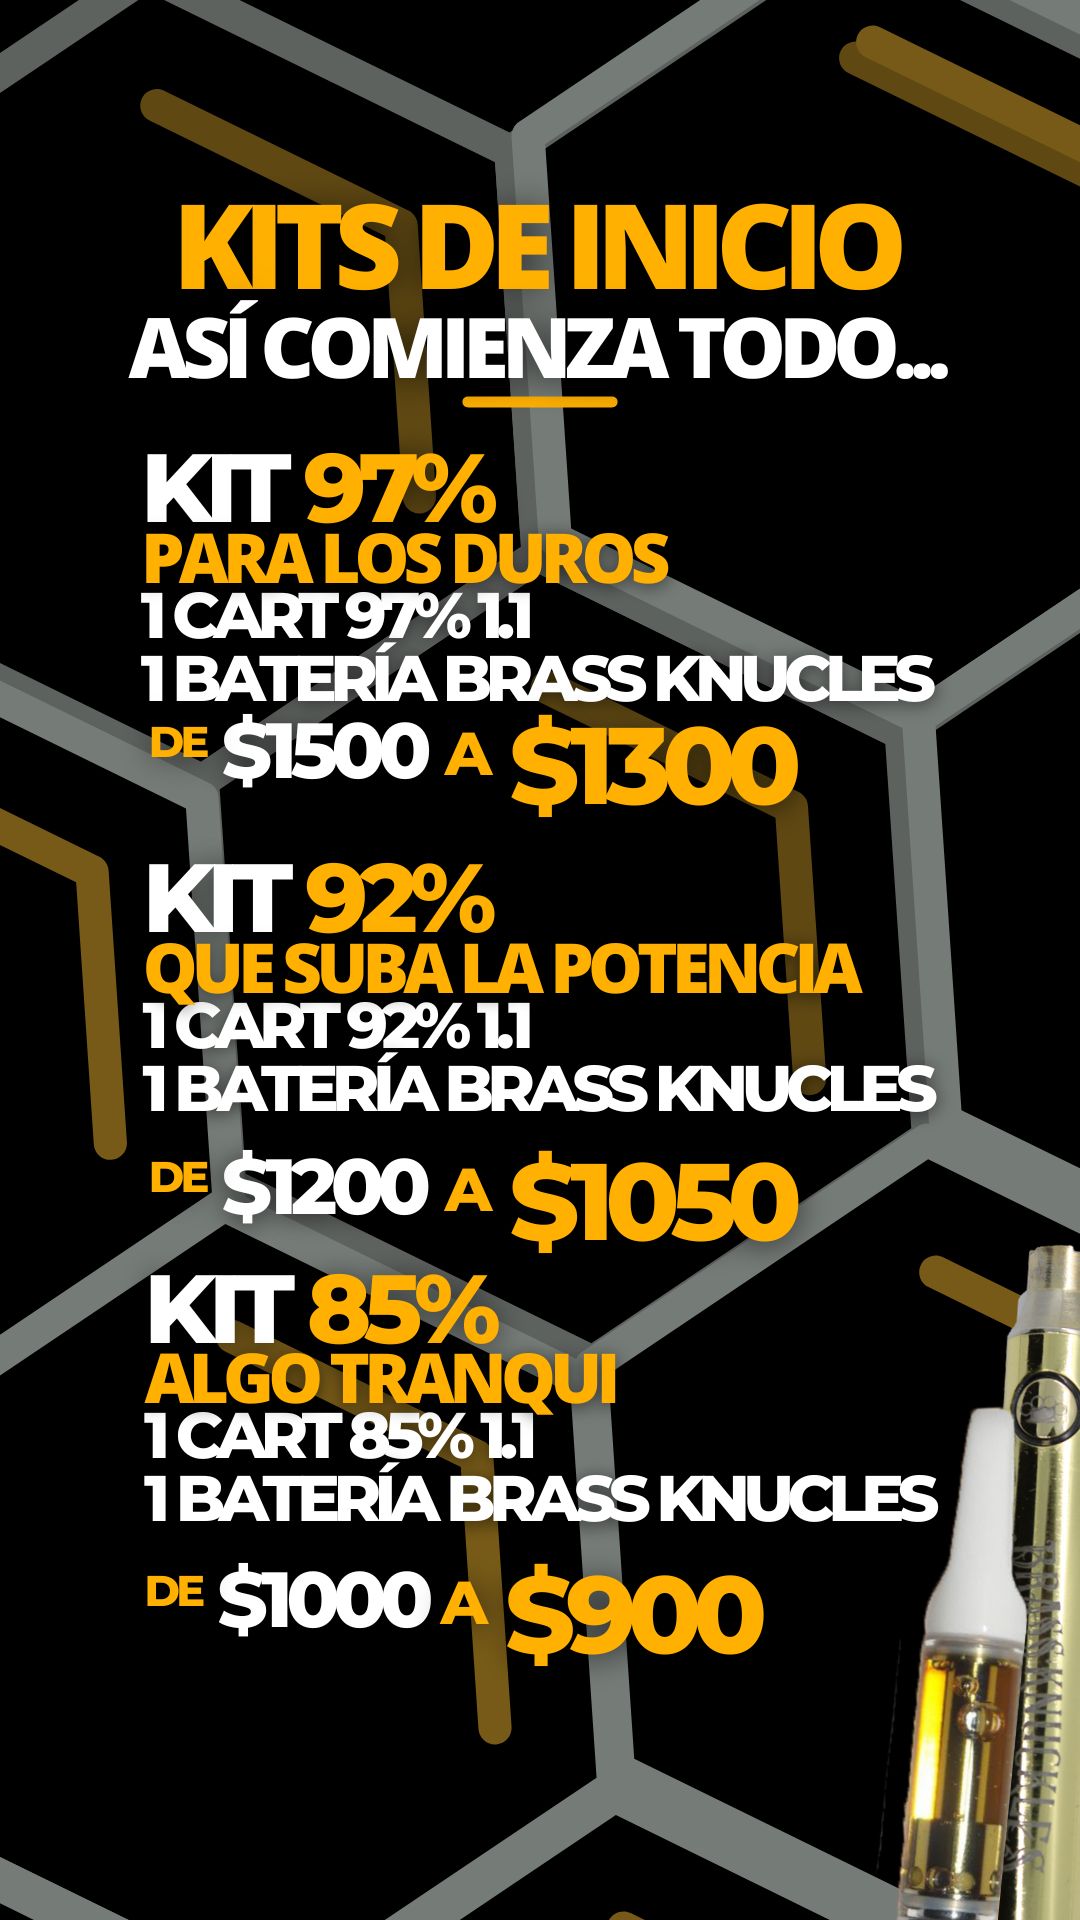 KITS DE INICIO
ASÍ COMIENZA TODO...
KIT 97%
PARA LOS DUROS
1 CART 97% 1.1
1 BATERÍA BRASS KNUCLES
DE $1500 A $1300
KIT 92%
QUE SUBA LA POTENCIA
1 CART 92% 1.1
1 BATERÍA BRASS KNUCLES
DE $1200 A $1050
KIT 85%
ALGO TRANQUI
1 CART 85% 1.1
1 BATERÍA BRASS KNUCLES
DE $1000 A $900
BRASS KNUCKLES